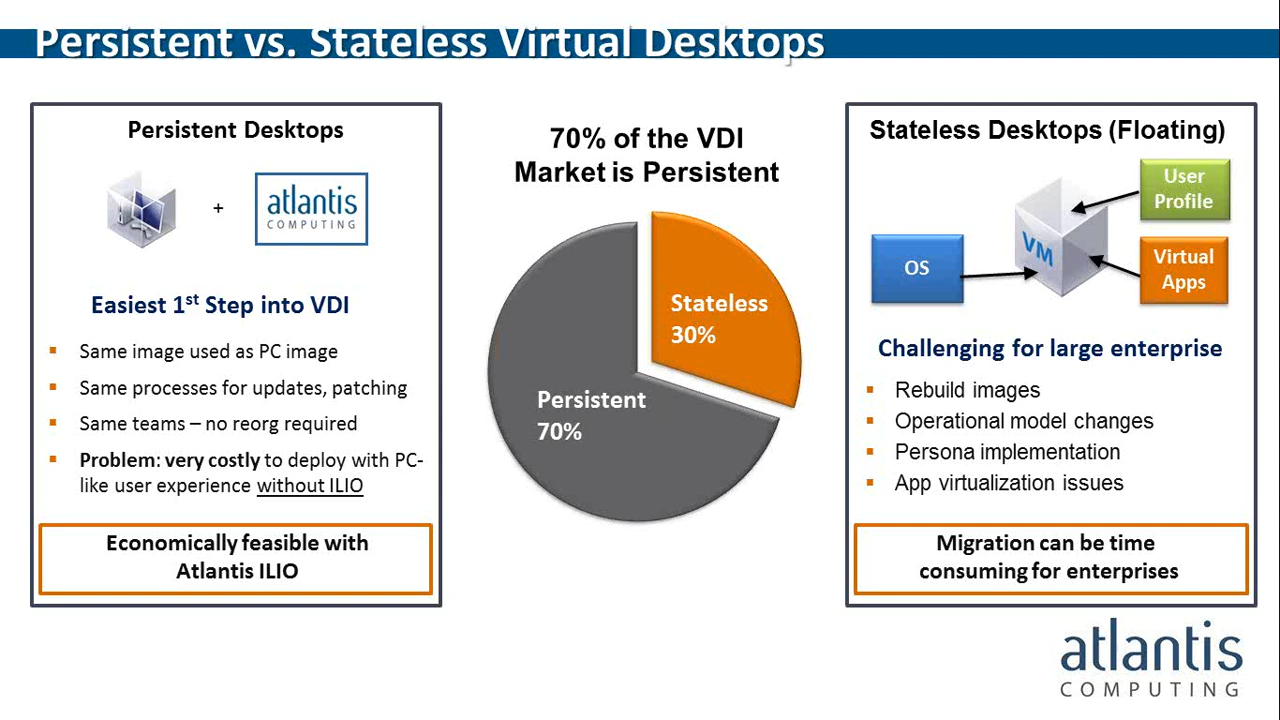 Persistent vs. Stateless Virtual Desktops
Persistent Desktops
+
atlantis
COMPUTING
Easiest 1st Step into VDI
▪ Same image used as PC image
▪ Same processes for updates, patching
▪ Same teams – no reorg required
▪ Problem: very costly to deploy with PC-
like user experience without ILIO
Economically feasible with
Atlantis ILIO
70% of the VDI
Market is Persistent
Stateless
30%
Persistent
70%
Stateless Desktops (Floating)
User
Profile
VM
OS
Virtual
Apps
Challenging for large enterprise
▪ Rebuild images
▪ Operational model changes
▪ Persona implementation
▪ App virtualization issues
Migration can be time
consuming for enterprises
atlantis
COMPUTING